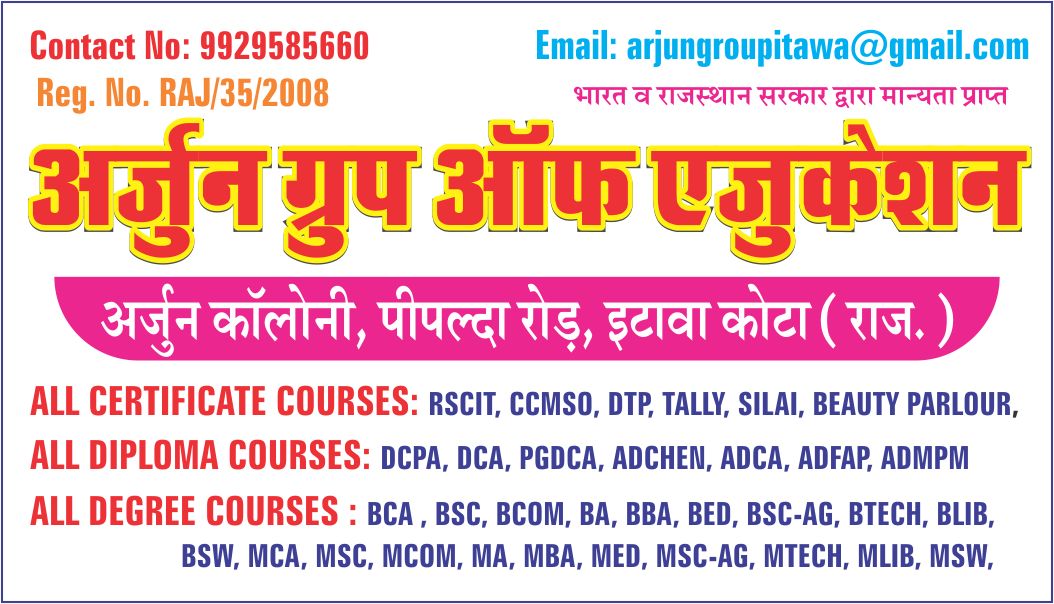 Contact No: 9929585660
Email: arjungroupitawa@gmail.com
Reg. No. RAJ/35/2008
भारत व राजस्थान सरकार द्वारा मान्यता प्राप्त
अर्जुन ग्रुप ऑफ एजुकेशन
अर्जुन कॉलोनी, पीपल्दा रोड़, इटावा कोटा ( राज. )
ALL CERTIFICATE COURSES: RSCIT, CCMSO, DTP, TALLY, SILAI, BEAUTY PARLOUR,
ALL DIPLOMA COURSES: DCPA, DCA, PGDCA, ADCHEN, ADCA, ADFAP, ADMPM
ALL DEGREE COURSES : BCA , BSC, BCOM, BA, BBA, BED, BSC-AG, BTECH, BLIB,
BSW, MCA, MSC, MCOM, MA, MBA, MED, MSC-AG, MTECH, MLIB, MSW,